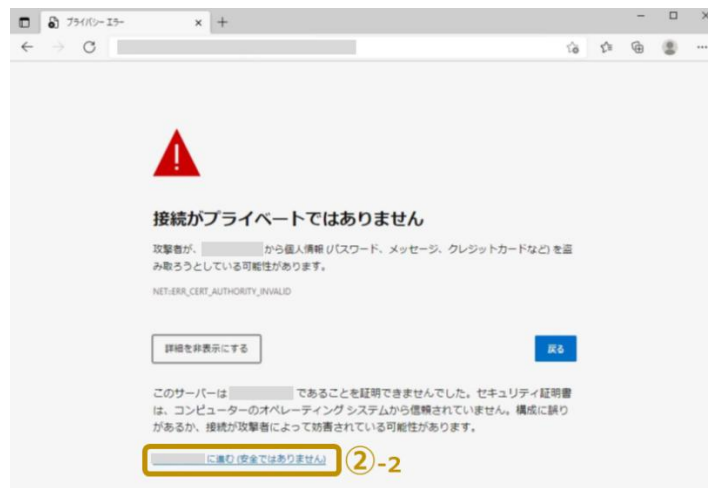 プライバシー エラー
接続がプライベートではありません
攻撃者が、 から個人情報 (パスワード、メッセージ、クレジットカードなど) を盗
み取ろうとしている可能性があります。
NET::ERR_CERT_AUTHORITY_INVALID
詳細を非表示にする
戻る
このサーバーは であることを証明できませんでした。セキュリティ証明書
は、コンピューターのオペレーティング システムから信頼されていません。構成に誤り
があるか、接続が攻撃者によって妨害されている可能性があります。
に進む (安全ではありません)
②-2